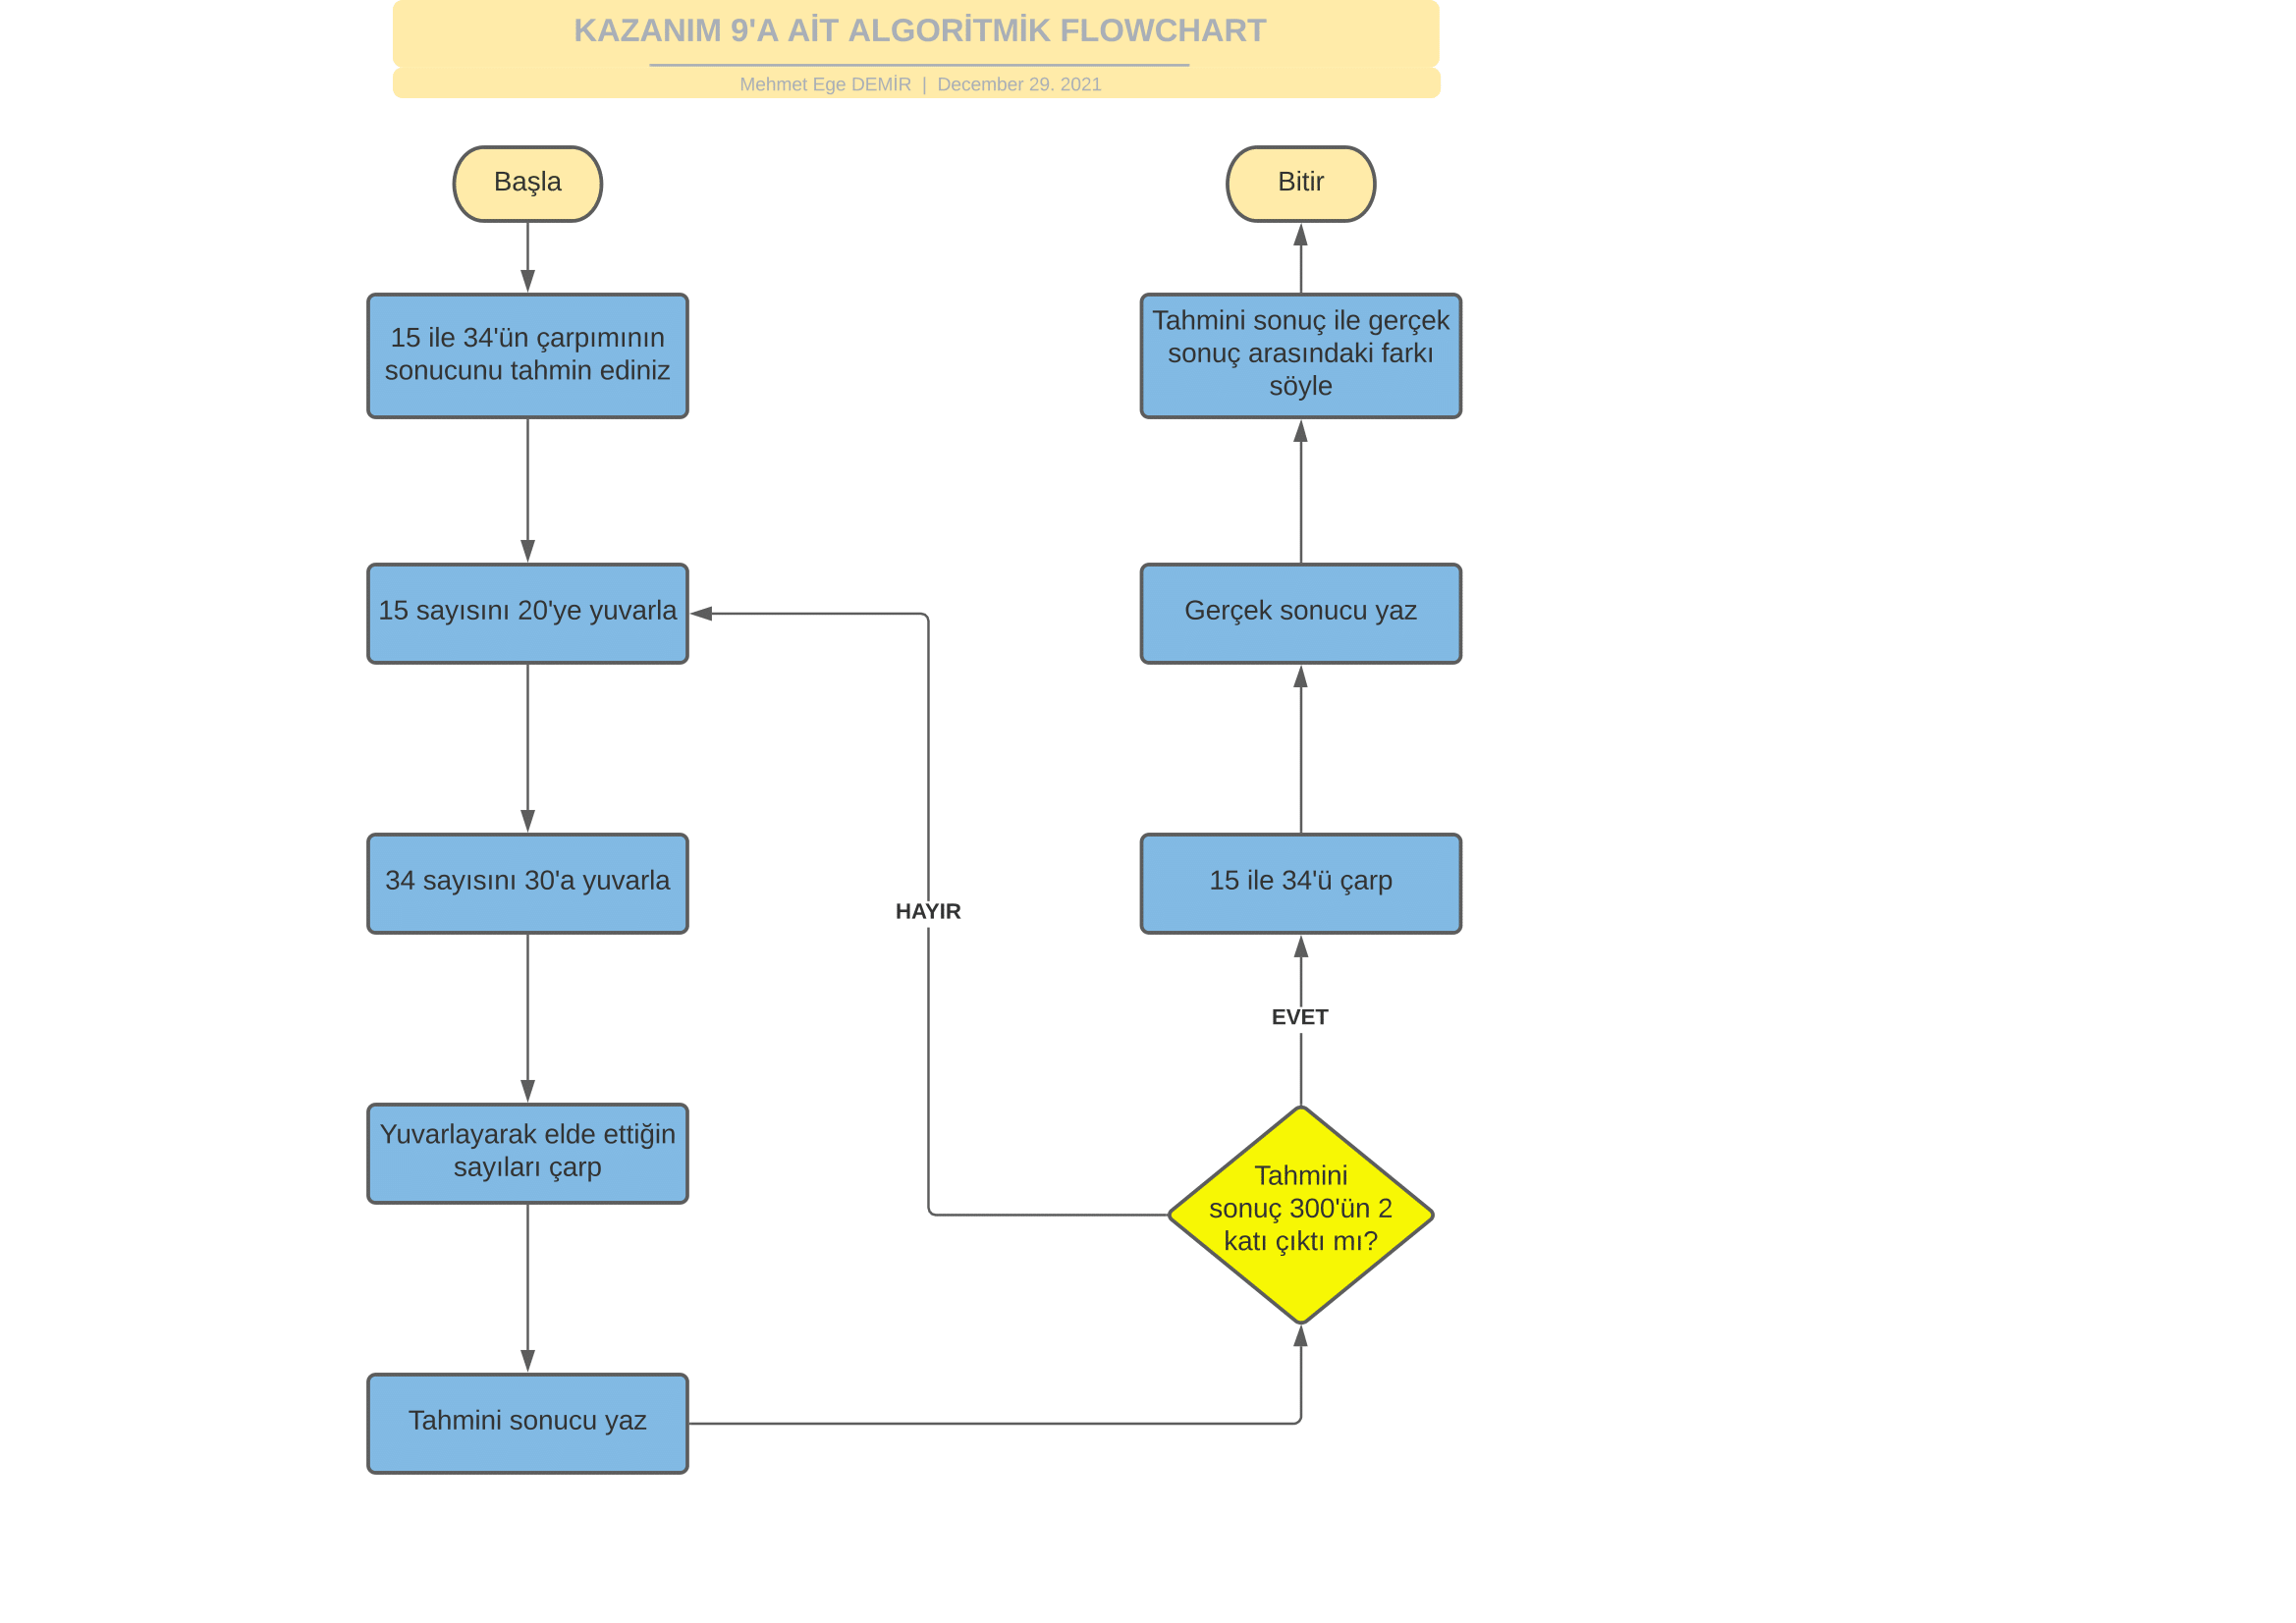 KAZANIM 9'A AİT ALGORİTMİK FLOWCHART
Mehmet Ege DEMİR | December 29. 2021
Başla
15 ile 34'ün çarpımının
sonucunu tahmin ediniz
15 sayısını 20'ye yuvarla
34 sayısını 30'a yuvarla
Yuvarlayarak elde ettiğin
sayıları çarp
Tahmini sonucu yaz
HAYIR
Tahmini
sonuç 300'ün 2
katı çıktı mı?
EVET
15 ile 34'ü çarp
Gerçek sonucu yaz
Tahmini sonuç ile gerçek
sonuç arasındaki farkı
söyle
Bitir